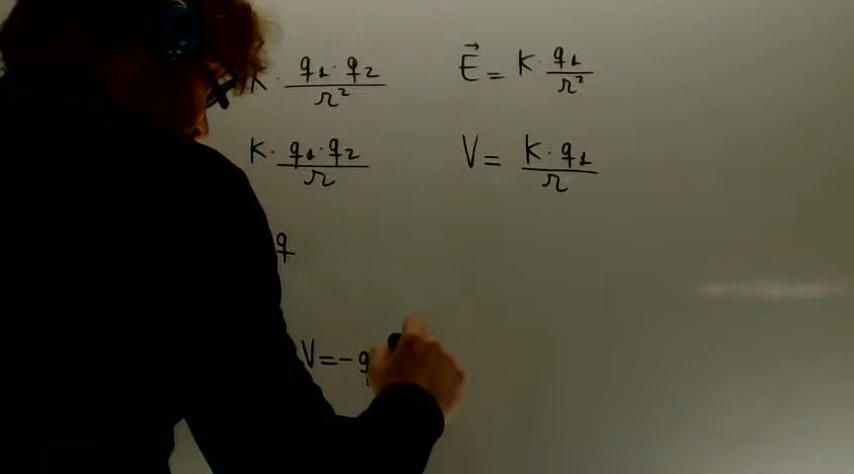 K · q₁ · q₂ / r²
E⃗ = K · q₁ / r²
K · q₁ · q₂ / r
V = K · q₁ / r
q
V = - q